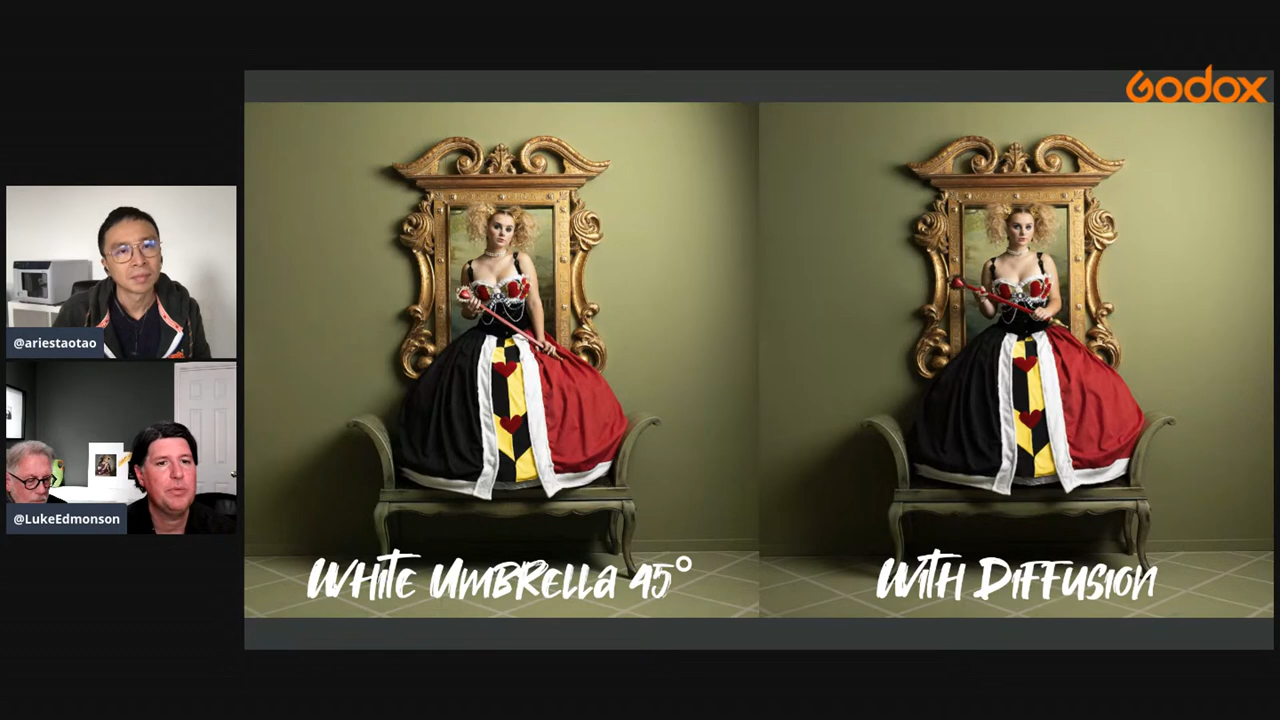 Godox
@ariestaotao
@LukeEdmonson
White Umbrella 45°
With Diffusion